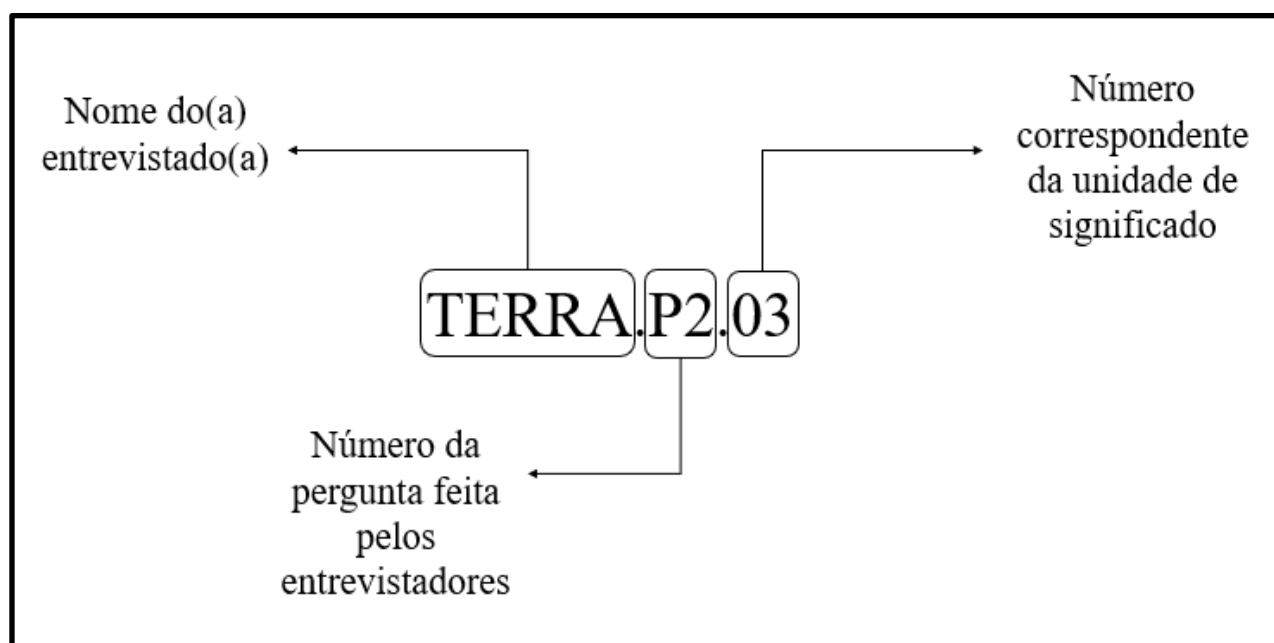 Nome do(a)
entrevistado(a)
Número
correspondente
da unidade de
significado
TERRA.P2.03
Número da
pergunta feita
pelos
entrevistadores